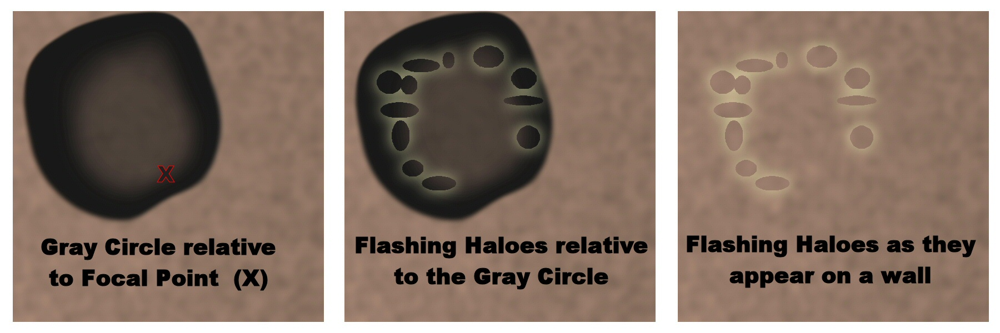 X
Gray Circle relative
to Focal Point (X)
Flashing Haloes relative
to the Gray Circle
Flashing Haloes as they
appear on a wall